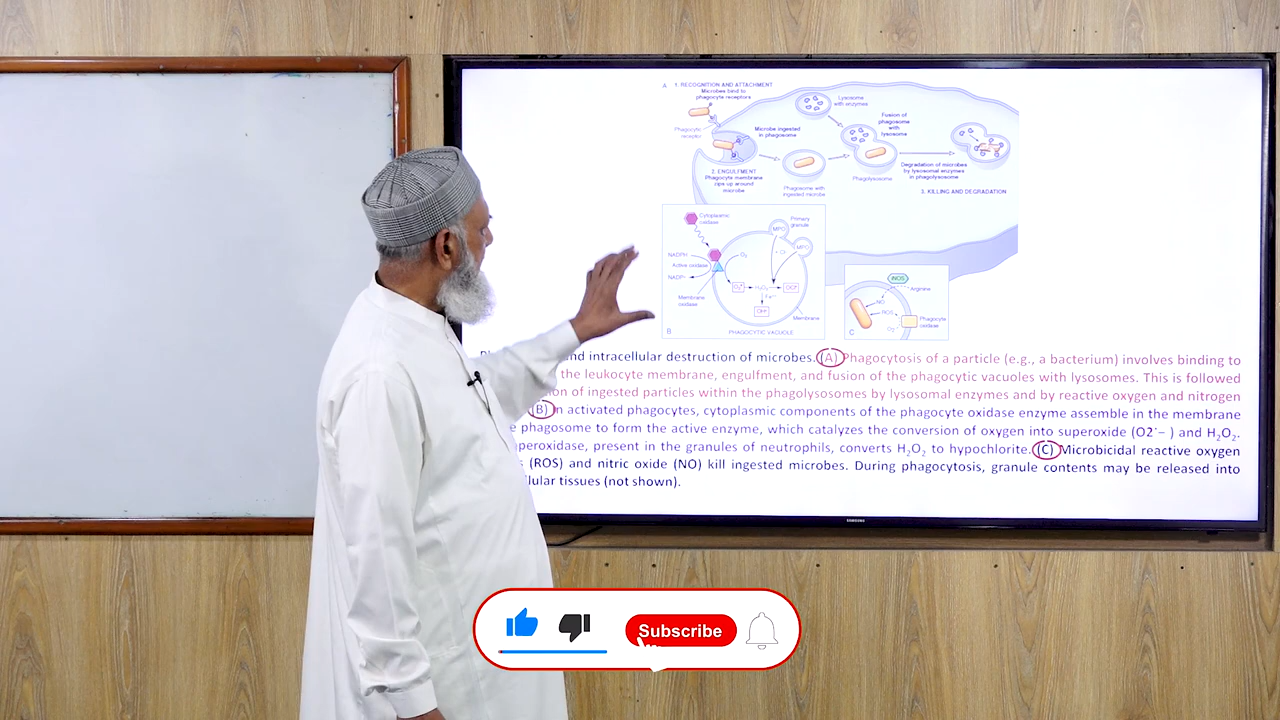 A 1. RECOGNITION AND ATTACHMENT
Microbes bind to
phagocyte receptors
Lysosome
with enzymes
Phagocytic
receptor
Microbe ingested
in phagosome
Fusion of
phagosome
with
lysosome
2. ENGULFMENT
Phagocyte membrane
zips up around
microbe
Phagosome with
ingested microbe
Phagolysosome
Degradation of microbes
by lysosomal enzymes
in phagolysosome
3. KILLING AND DEGRADATION
Cytoplasmic
oxidase
Primary
granule
MPO
MPO
NADPH
Active oxidase
NADP+
O₂
+ Cl⁻
H₂O₂
Fe++
Membrane
oxidase
Membrane
B
PHAGOCYTIC VACUOLE
iNOS
Arginine
NO
ROS
Phagocyte
oxidase
O₂
C
and intracellular destruction of microbes. (A) Phagocytosis of a particle (e.g., a bacterium) involves binding to
the leukocyte membrane, engulfment, and fusion of the phagocytic vacuoles with lysosomes. This is followed
of ingested particles within the phagolysosomes by lysosomal enzymes and by reactive oxygen and nitrogen
(B) n activated phagocytes, cytoplasmic components of the phagocyte oxidase enzyme assemble in the membrane
phagosome to form the active enzyme, which catalyzes the conversion of oxygen into superoxide (O2˙− ) and H₂O₂.
peroxidase, present in the granules of neutrophils, converts H₂O₂ to hypochlorite. (C) Microbicidal reactive oxygen
(ROS) and nitric oxide (NO) kill ingested microbes. During phagocytosis, granule contents may be released into
llular tissues (not shown).
SAMSUNG
Subscribe